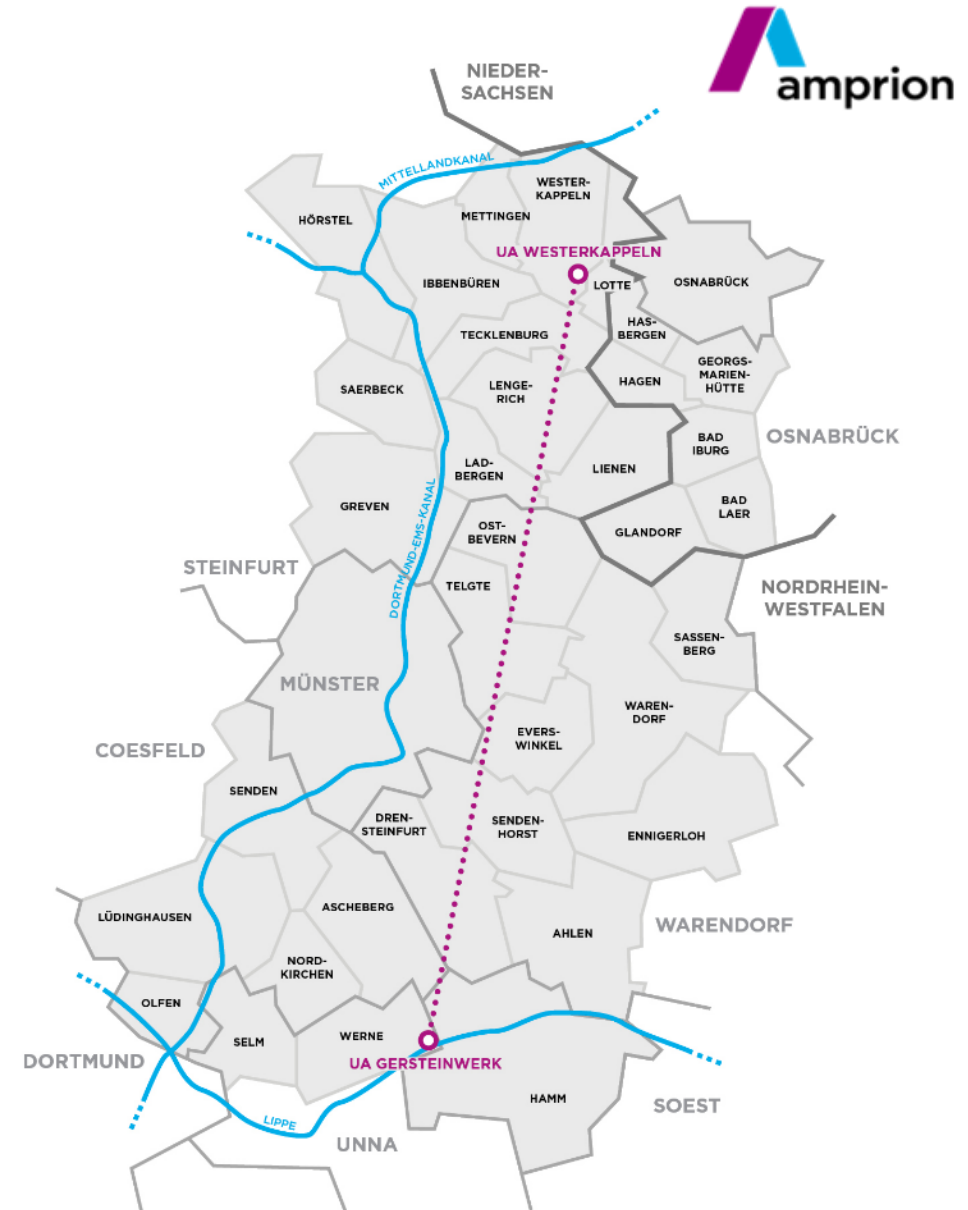 amprion
NIEDER-
SACHSEN
MITTELLANDKANAL
WESTER-
KAPPELN
METTINGEN
HÖRSTEL
UA WESTERKAPPELN
IBBENBÜREN
LOTTE
OSNABRÜCK
TECKLENBURG
HAS-
BERGEN
GEORGS-
MARIEN-
HÜTTE
SAERBECK
LENGE-
RICH
HAGEN
BAD
IBURG
OSNABRÜCK
LAD-
BERGEN
LIENEN
GREVEN
BAD
LAER
OST-
BEVERN
GLANDORF
DORTMUND-EMS-KANAL
STEINFURT
TELGTE
NORDRHEIN-
WESTFALEN
SASSEN-
BERG
MÜNSTER
WAREN-
DORF
EVERS-
WINKEL
COESFELD
SENDEN
DREN-
STEINFURT
SENDEN-
HORST
ENNIGERLOH
LÜDINGHAUSEN
ASCHEBERG
AHLEN
WARENDORF
NORD-
KIRCHEN
OLFEN
SELM
WERNE
DORTMUND
UA GERSTEINWERK
HAMM
SOEST
LIPPE
UNNA